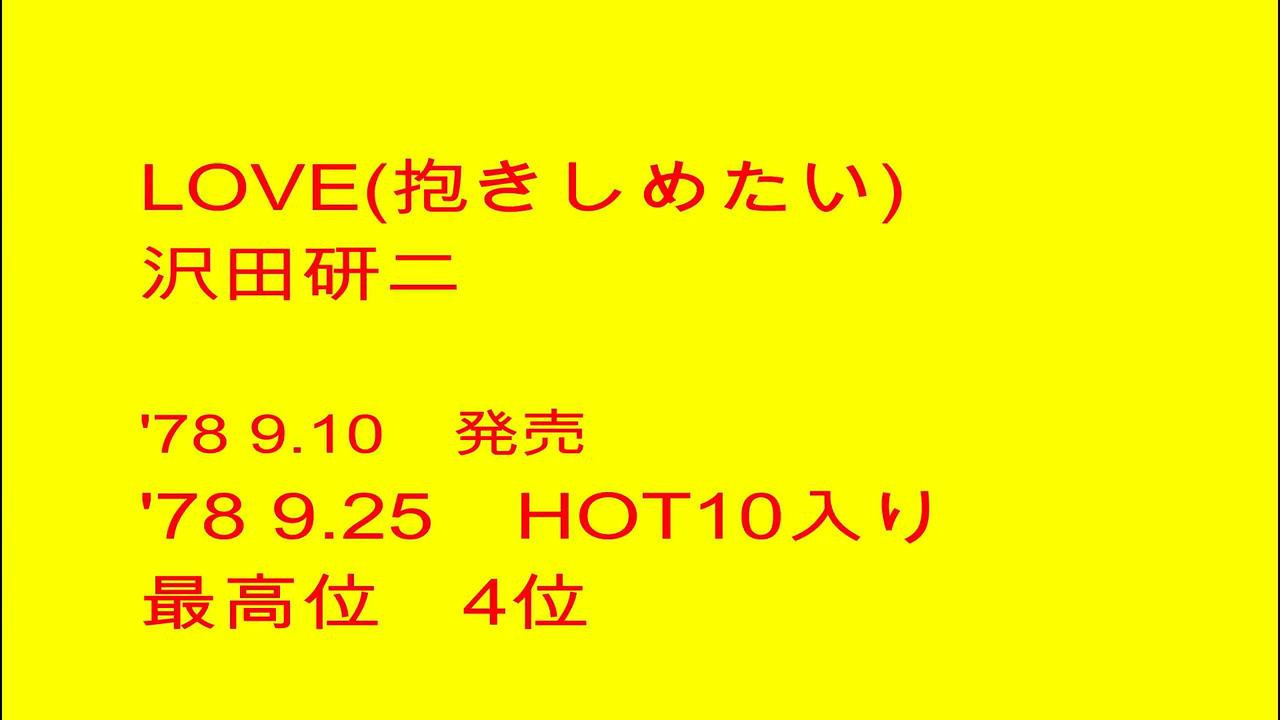 LOVE(抱きしめたい)
沢田研二
'78 9.10　発売
'78 9.25　HOT10入り
最高位　4位